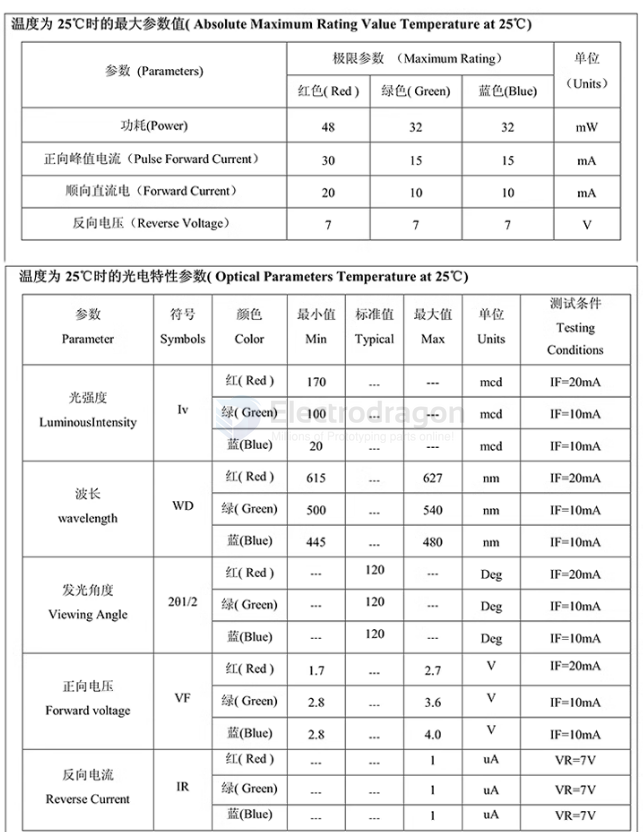 温度为 25℃时的最大参数值( Absolute Maximum Rating Value Temperature at 25℃)
参数 (Parameters) 极限参数 （Maximum Rating） 单位 （Units）
红色( Red ) 绿色( Green) 蓝色(Blue)
功耗(Power) 48 32 32 mW
正向峰值电流（Pulse Forward Current） 30 15 15 mA
顺向直流电（Forward Current） 20 10 10 mA
反向电压（Reverse Voltage） 7 7 7 V
温度为 25℃时的光电特性参数( Optical Parameters Temperature at 25℃)
参数 符号 颜色 最小值 标准值 最大值 单位 测试条件
Parameter Symbols Color Min Typical Max Units Testing Conditions
光强度 LuminousIntensity Iv 红( Red ) 170 --- --- mcd IF=20mA
绿( Green) 100 --- --- mcd IF=10mA
蓝(Blue) 20 --- --- mcd IF=10mA
Electrodragon
Millions of Prototyping parts online!
波长 wavelength WD 红( Red ) 615 --- 627 nm IF=20mA
绿( Green) 500 --- 540 nm IF=10mA
蓝(Blue) 445 --- 480 nm IF=10mA
发光角度 Viewing Angle 2θ1/2 红( Red ) --- 120 --- Deg IF=20mA
绿( Green) --- 120 --- Deg IF=10mA
蓝(Blue) --- 120 --- Deg IF=10mA
正向电压 Forward voltage VF 红( Red ) 1.7 --- 2.7 V IF=20mA
绿( Green) 2.8 --- 3.6 V IF=10mA
蓝(Blue) 2.8 --- 4.0 V IF=10mA
反向电流 Reverse Current IR 红( Red ) --- --- 1 uA VR=7V
绿( Green) --- --- 1 uA VR=7V
蓝(Blue) --- --- 1 uA VR=7V